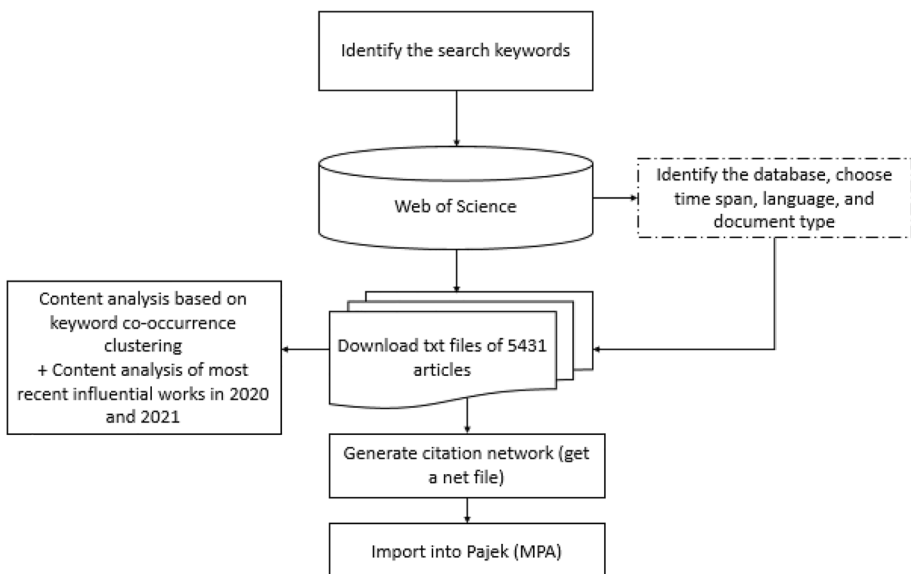 Identify the search keywords
Web of Science
Identify the database, choose
time span, language, and
document type
Content analysis based on
keyword co-occurrence
clustering
+ Content analysis of most
recent influential works in 2020
and 2021
Download txt files of 5431
articles
Generate citation network (get
a net file)
Import into Pajek (MPA)